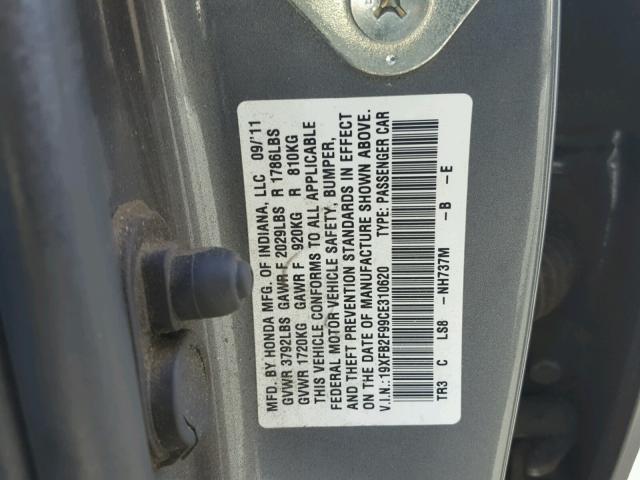 MFD. BY HONDA MFG. OF INDIANA, LLC 09/'11
GVWR 3792LBS GAWR F 2029LBS R 1786LBS
GVWR 1720KG GAWR F 920KG R 810KG
THIS VEHICLE CONFORMS TO ALL APPLICABLE
FEDERAL MOTOR VEHICLE SAFETY, BUMPER,
AND THEFT PREVENTION STANDARDS IN EFFECT
ON THE DATE OF MANUFACTURE SHOWN ABOVE.
V.I.N.:19XFB2F99CE310620 TYPE: PASSENGER CAR
TR3 C LS8 -NH737M -B -E